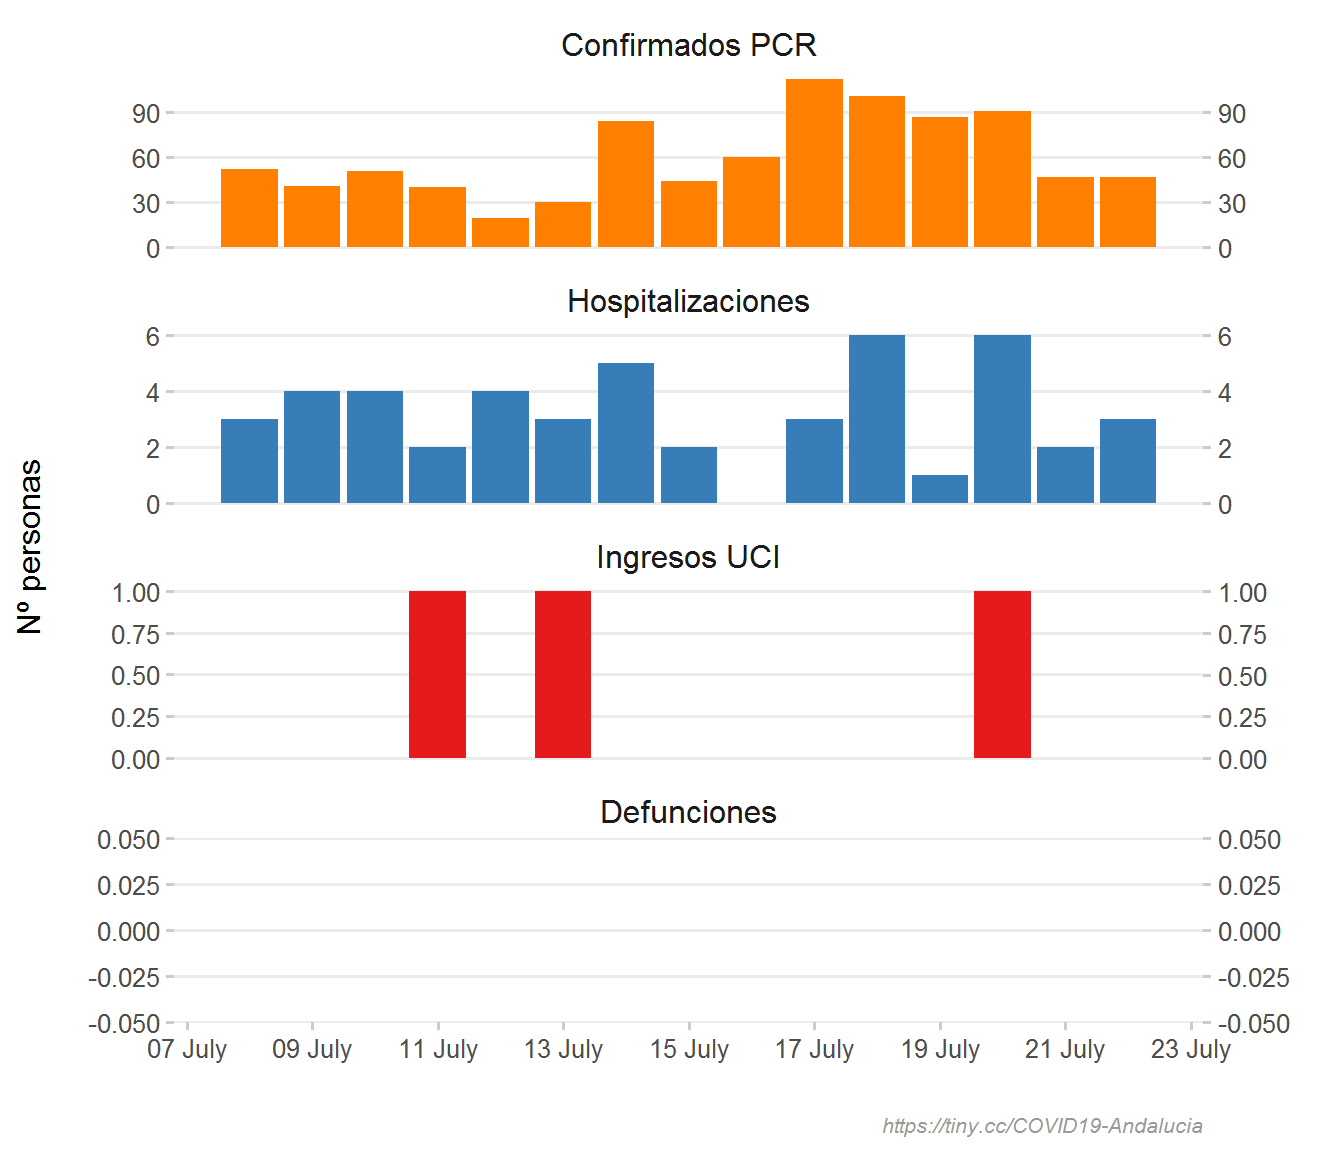 Confirmados PCR
90 90
60 60
30 30
0 0
Hospitalizaciones
6 6
4 4
2 2
0 0
Nº personas
Ingresos UCI
1.00 1.00
0.75 0.75
0.50 0.50
0.25 0.25
0.00 0.00
Defunciones
0.050 0.050
0.025 0.025
0.000 0.000
-0.025 -0.025
-0.050 -0.050
07 July 09 July 11 July 13 July 15 July 17 July 19 July 21 July 23 July
https://tiny.cc/COVID19-Andalucia